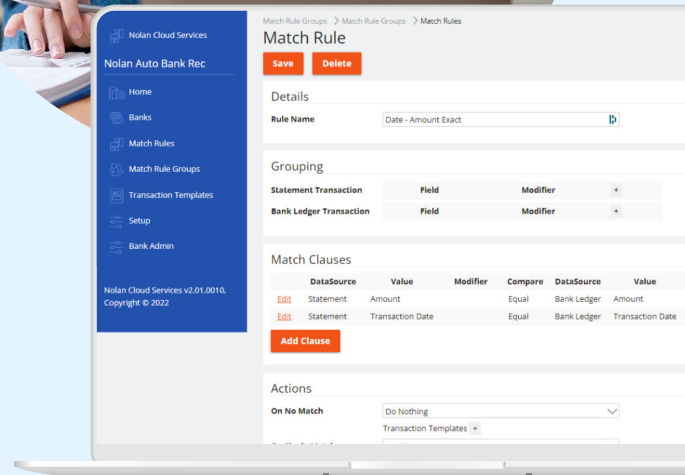 Nolan Cloud Services
Nolan Auto Bank Rec
Home
Banks
Match Rules
Match Rule Groups
Transaction Templates
Setup
Bank Admin
Nolan Cloud Services v2.01.0010,
Copyright © 2022
Match Rule Groups > Match Rule Groups > Match Rules
Match Rule
Save Delete
Details
Rule Name Date - Amount Exact
Grouping
Statement Transaction Field Modifier +
Bank Ledger Transaction Field Modifier +
Match Clauses
DataSource Value Modifier Compare DataSource Value
Edit Statement Amount Equal Bank Ledger Amount
Edit Statement Transaction Date Equal Bank Ledger Transaction Date
Add Clause
Actions
On No Match Do Nothing
Transaction Templates +